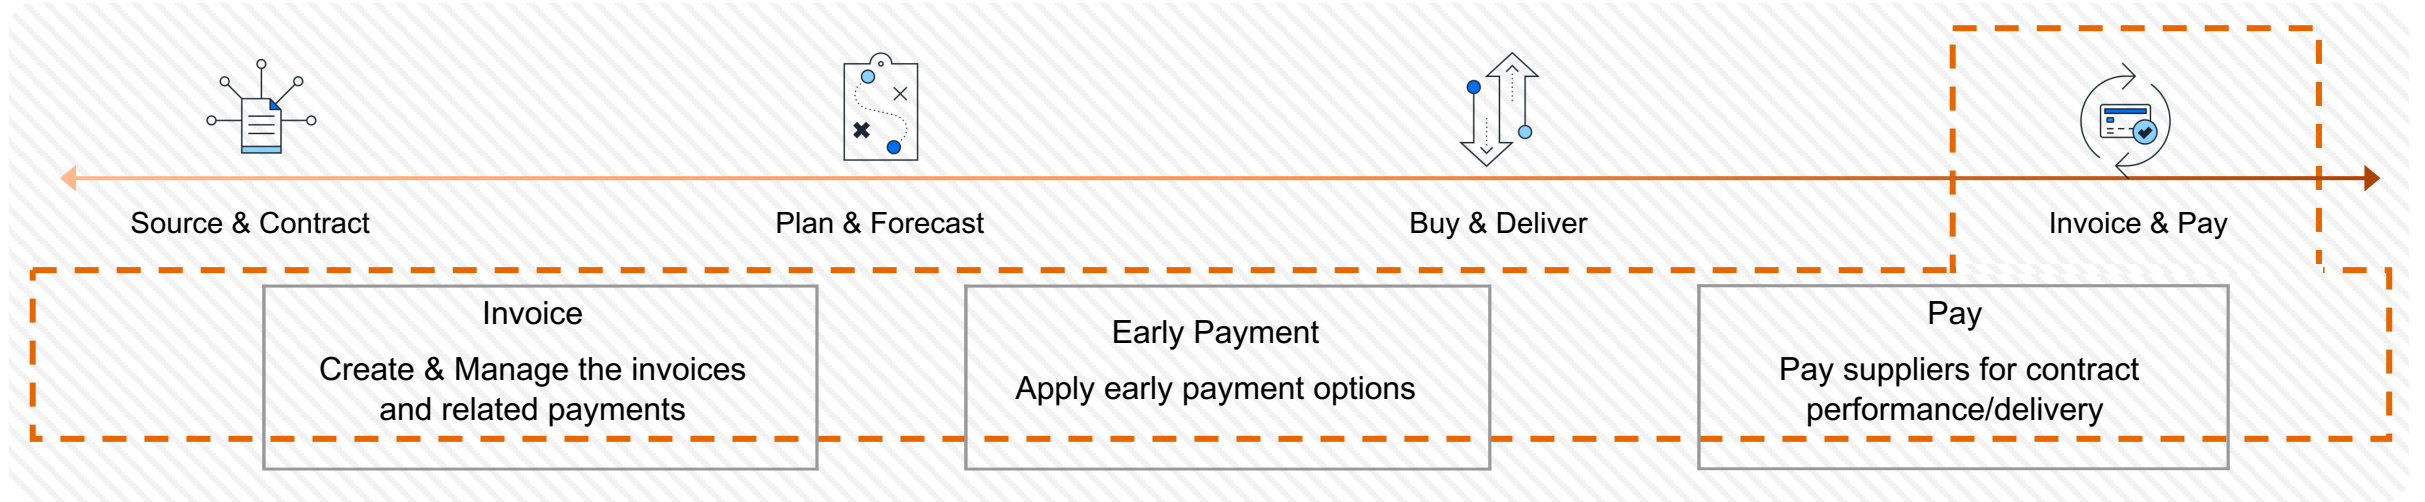 Source & Contract
Plan & Forecast
Buy & Deliver
Invoice & Pay
Invoice
Create & Manage the invoices
and related payments
Early Payment
Apply early payment options
Pay
Pay suppliers for contract
performance/delivery